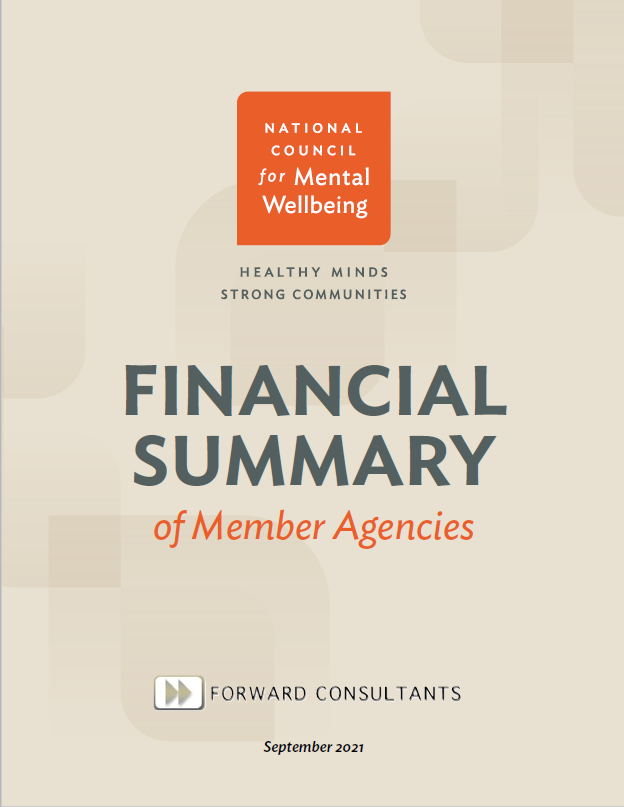 NATIONAL
COUNCIL
for Mental
Wellbeing
HEALTHY MINDS
STRONG COMMUNITIES
FINANCIAL
SUMMARY
of Member Agencies
FORWARD CONSULTANTS
September 2021